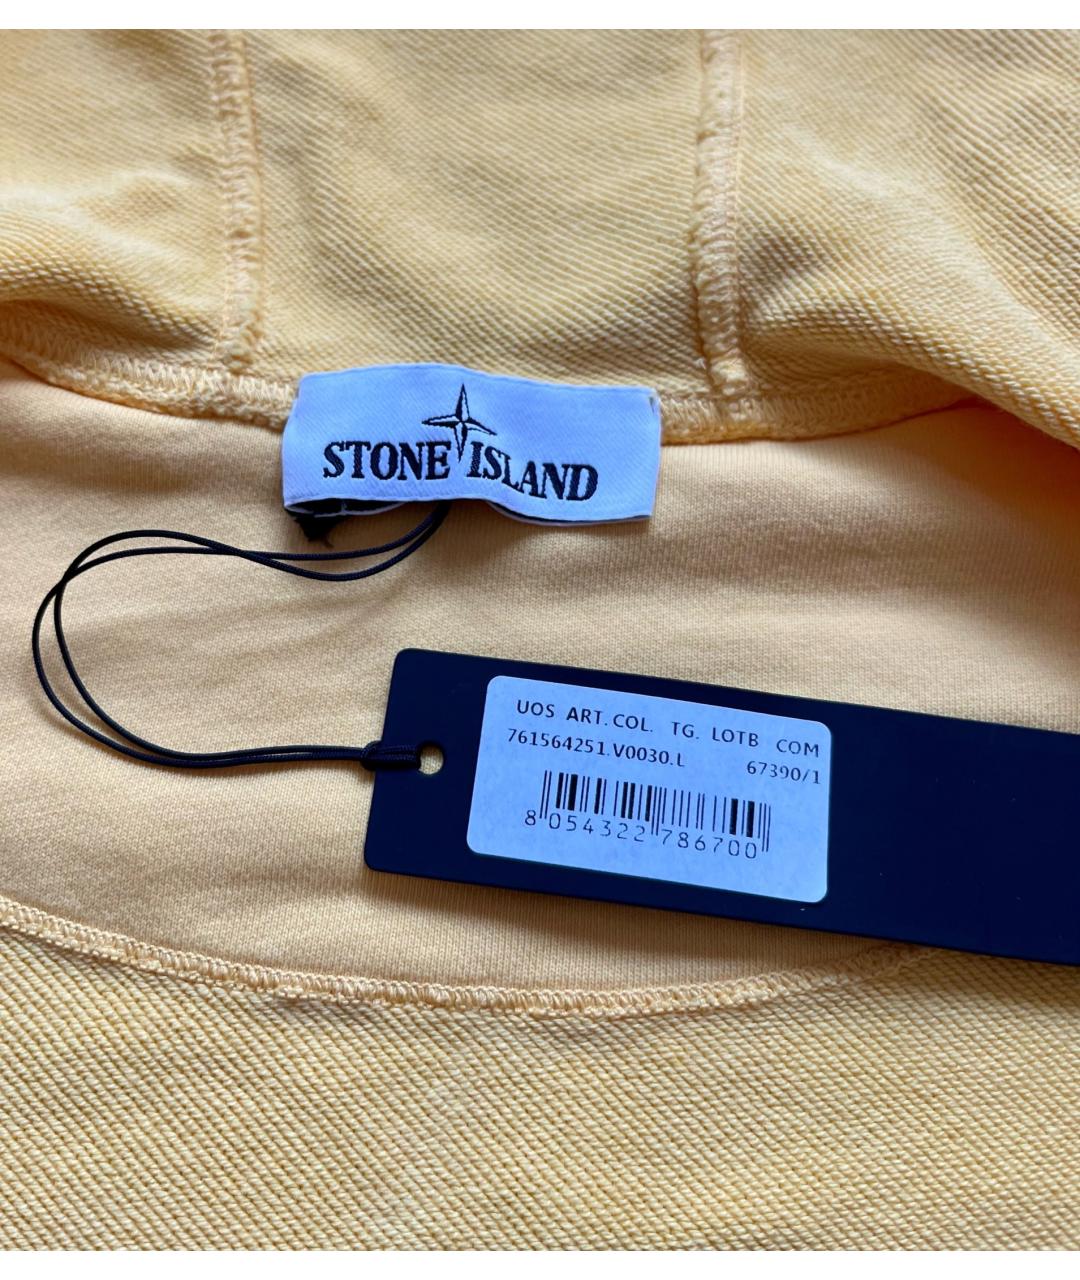 STONE ISLAND
UOS ART. COL. TG. LOTB COM
761564251.V0030.L 67390/1
8 054322 786700